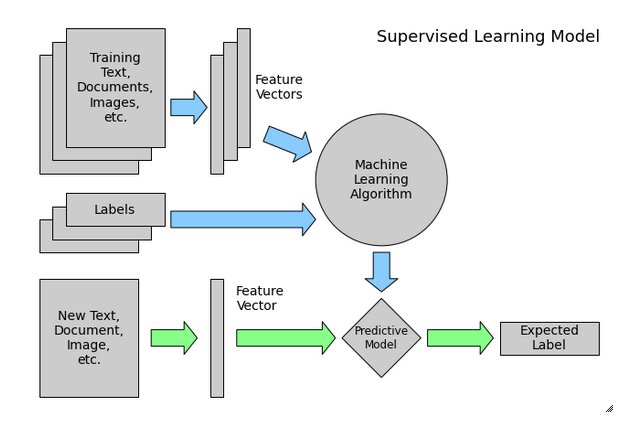 Supervised Learning Model
Training
Text,
Documents,
Images,
etc.
Feature
Vectors
Machine
Learning
Algorithm
Labels
New Text,
Document,
Image,
etc.
Feature
Vector
Predictive
Model
Expected
Label